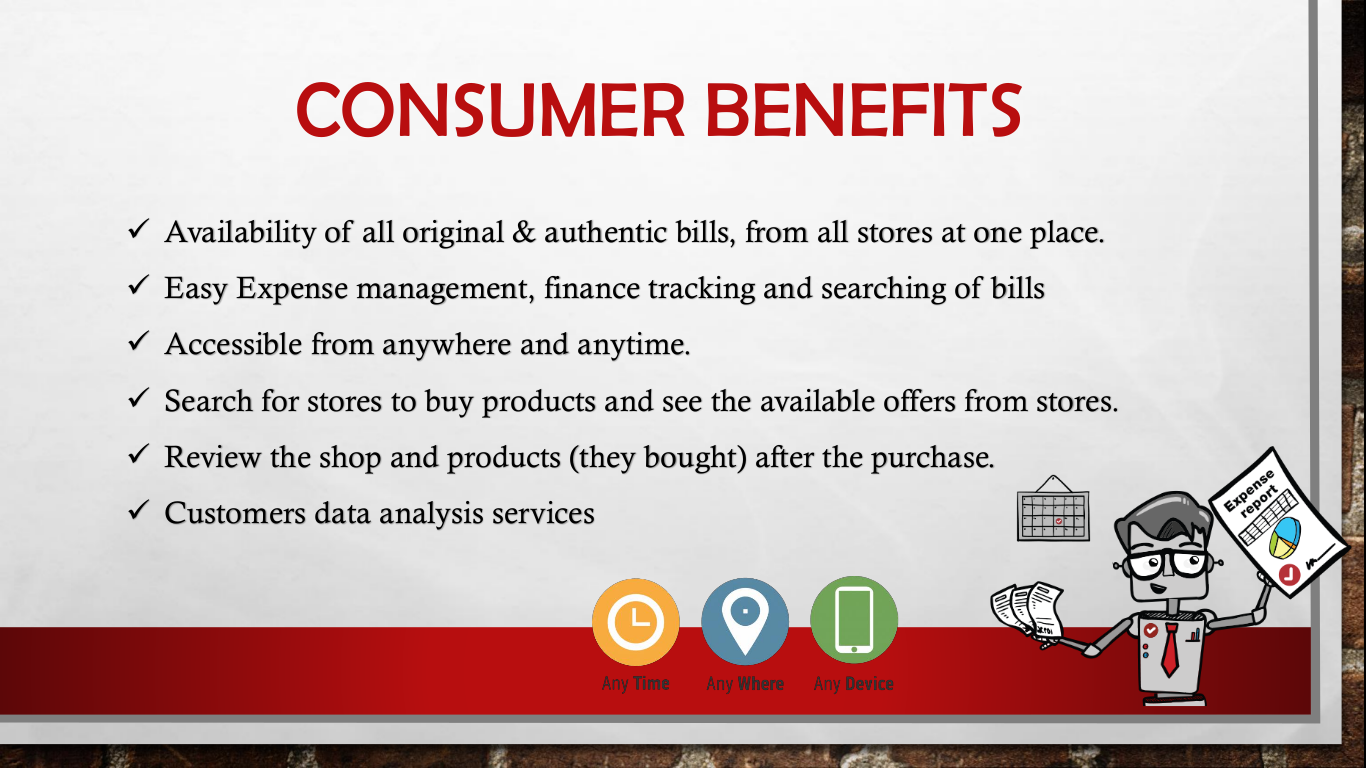 CONSUMER BENEFITS
✓ Availability of all original & authentic bills, from all stores at one place.
✓ Easy Expense management, finance tracking and searching of bills
✓ Accessible from anywhere and anytime.
✓ Search for stores to buy products and see the available offers from stores.
✓ Review the shop and products (they bought) after the purchase.
✓ Customers data analysis services
Expense
report
Any Time
Any Where
Any Device